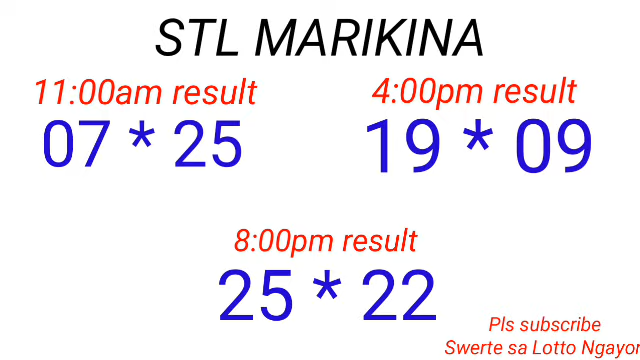 STL MARIKINA
11:00am result
07 * 25
4:00pm result
19 * 09
8:00pm result
25 * 22
Pls subscribe
Swerte sa Lotto Ngayon